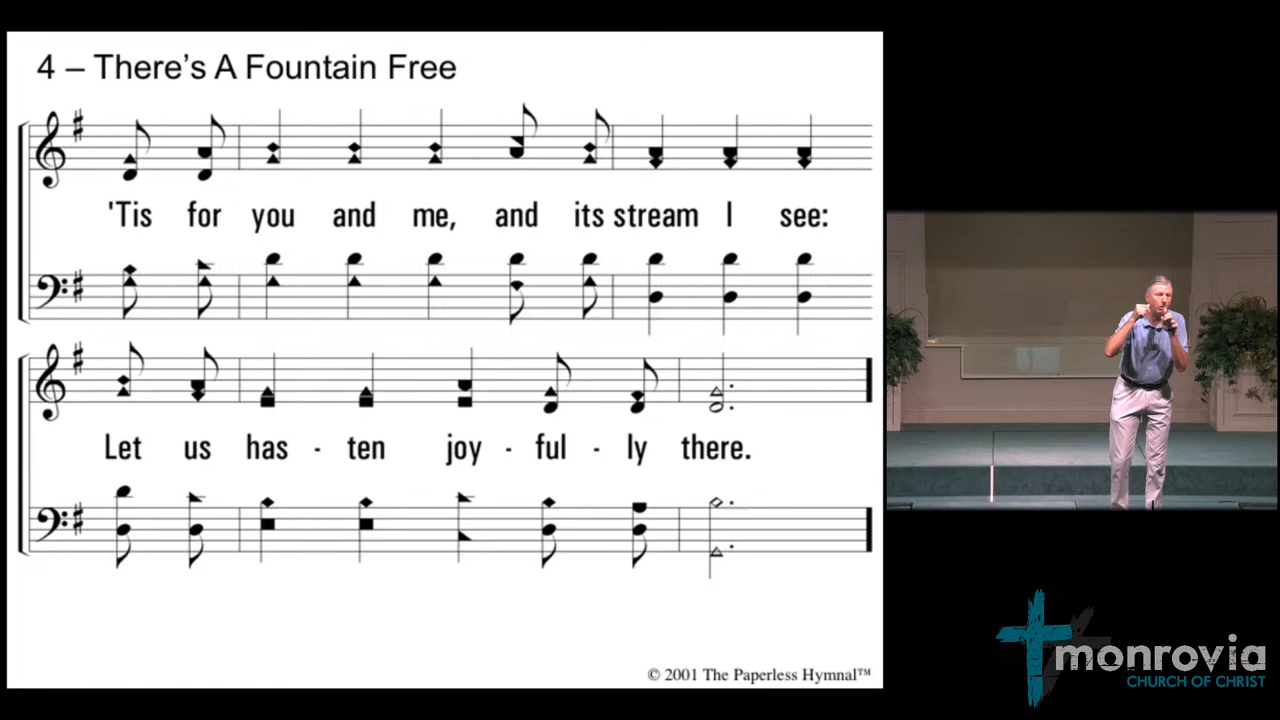 4 – There's A Fountain Free
'Tis for you and me, and its stream I see:
Let us has - ten joy - ful - ly there.
© 2001 The Paperless Hymnal™
monrovia
CHURCH OF CHRIST